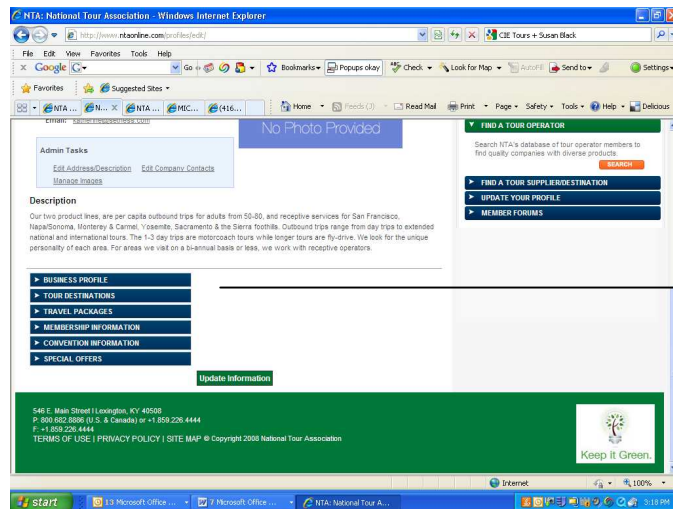 NTA: National Tour Association - Windows Internet Explorer
http://www.ntaonline.com/profiles/edit/
CIE Tours + Susan Black
File Edit View Favorites Tools Help
x Google Go Bookmarks Popups okay Check Look for Map AutoFill Send to Settings
Favorites Suggested Sites
NTA ... N... x NTA ... MIC... (416... Home Feeds (J) Read Mail Print Page Safety Tools Help Delicious
Email:
No Photo Provided
Admin Tasks
Edit Address/Description Edit Company Contacts
Manage Images
FIND A TOUR OPERATOR
Search NTA's database of tour operator members to
find quality companies with diverse products.
SEARCH
FIND A TOUR SUPPLIER/DESTINATION
UPDATE YOUR PROFILE
MEMBER FORUMS
Description
Our two product lines, are per capita outbound trips for adults from 50-80, and receptive services for San Francisco,
Napa/Sonoma, Monterey & Carmel, Yosemite, Sacramento & the Sierra foothills. Outbound trips range from day trips to extended
national and international tours. The 1-3 day trips are motorcoach tours while longer tours are fly-drive. We look for the unique
personality of each area. For areas we visit on a bi-annual basis or less, we work with receptive operators.
BUSINESS PROFILE
TOUR DESTINATIONS
TRAVEL PACKAGES
MEMBERSHIP INFORMATION
CONVENTION INFORMATION
SPECIAL OFFERS
Update Information
546 E. Main Street | Lexington, KY 40508
P: 800.682.8886 (U.S. & Canada) or +1.859.226.4444
F: +1.859.226.4444
TERMS OF USE | PRIVACY POLICY | SITE MAP © Copyright 2008 National Tour Association
Keep it Green.
Internet 100%
start 13 Microsoft Office ... 7 Microsoft Office ... NTA: National Tour A... 3:18 PM